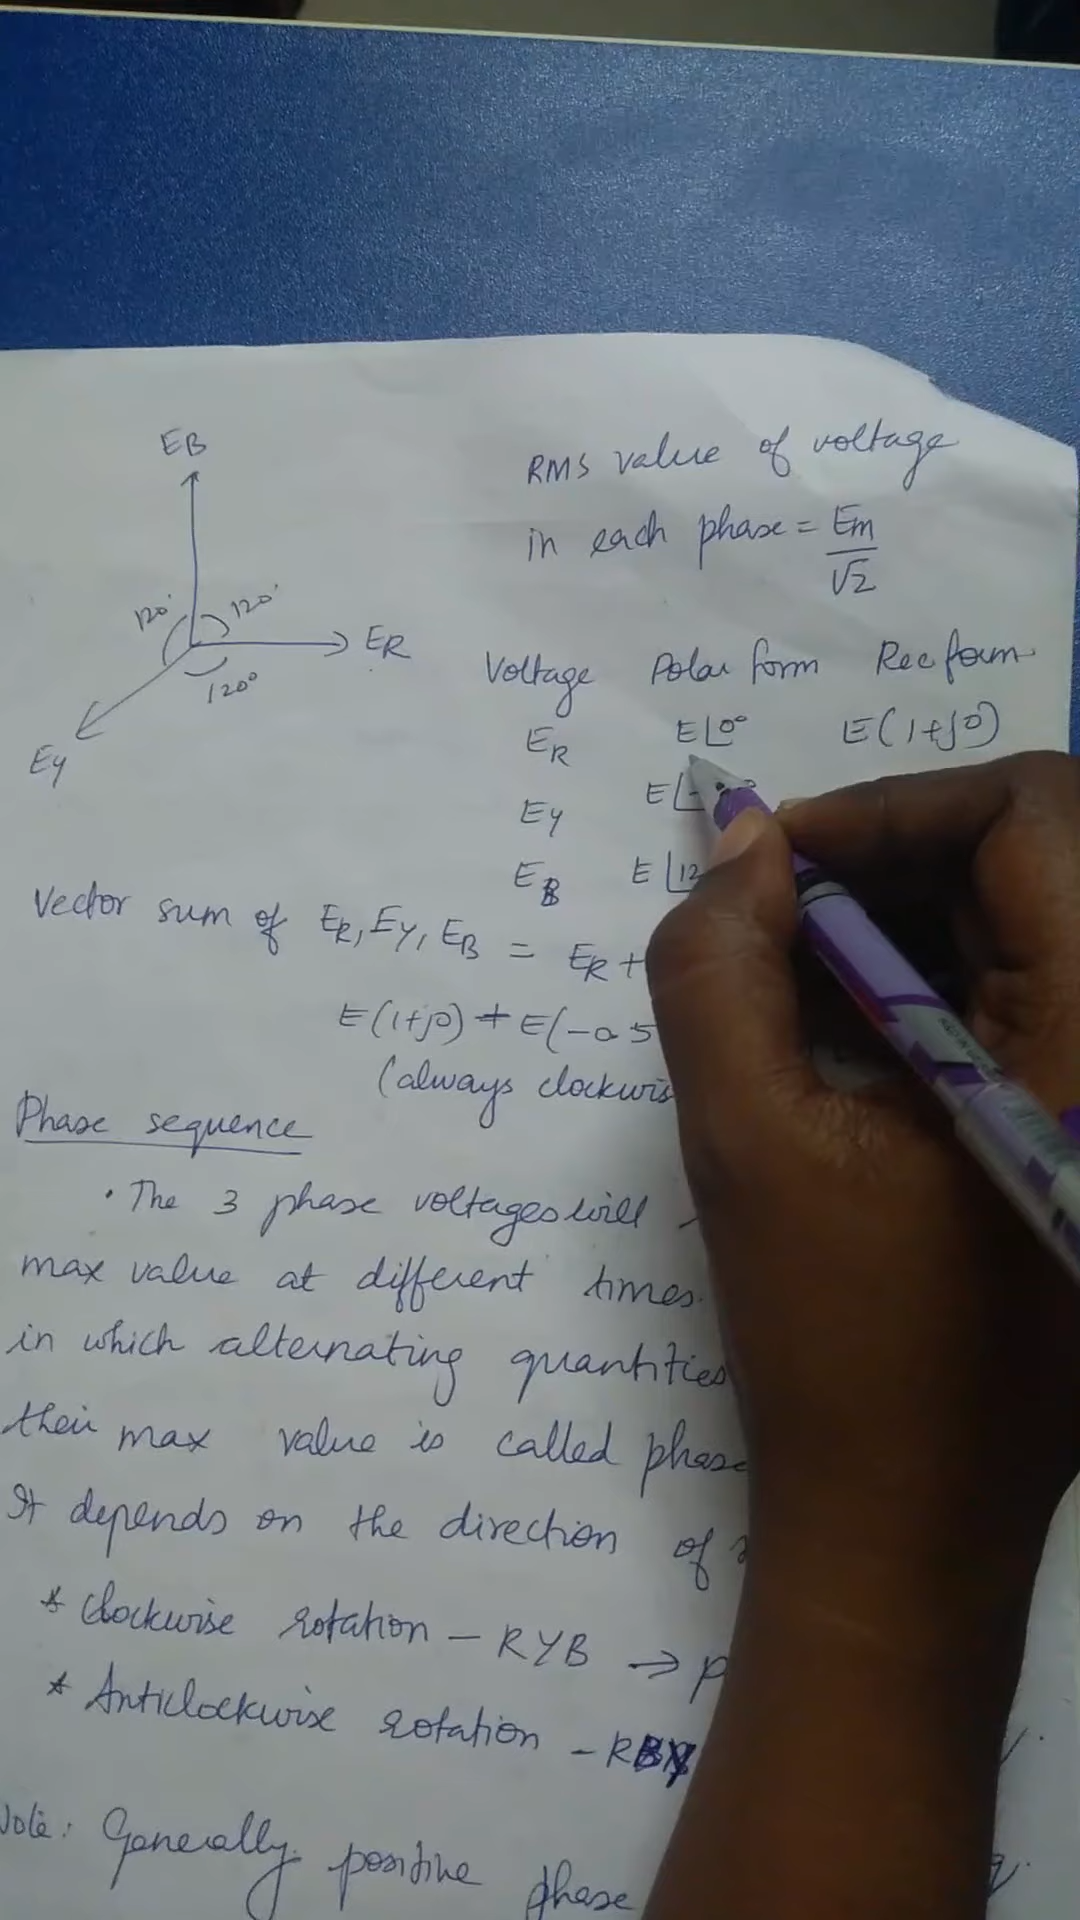 EB
120°
120°
ER
120°
EY
RMS value of voltage
in each phase = Em/√2
Voltage Polar form Rec form
ER E∠0° E(1+j0)
EY E∠-
EB E∠12
Vector sum of ER, EY, EB = ER +
E(1+j0) + E(-0.5
(always clockwis
Phase sequence
• The 3 phase voltages will
max value at different times.
in which alternating quantities
their max value is called phase
It depends on the direction of
* Clockwise rotation - RYB → P
* Anticlockwise rotation - RBY
Note: Generally positive phase